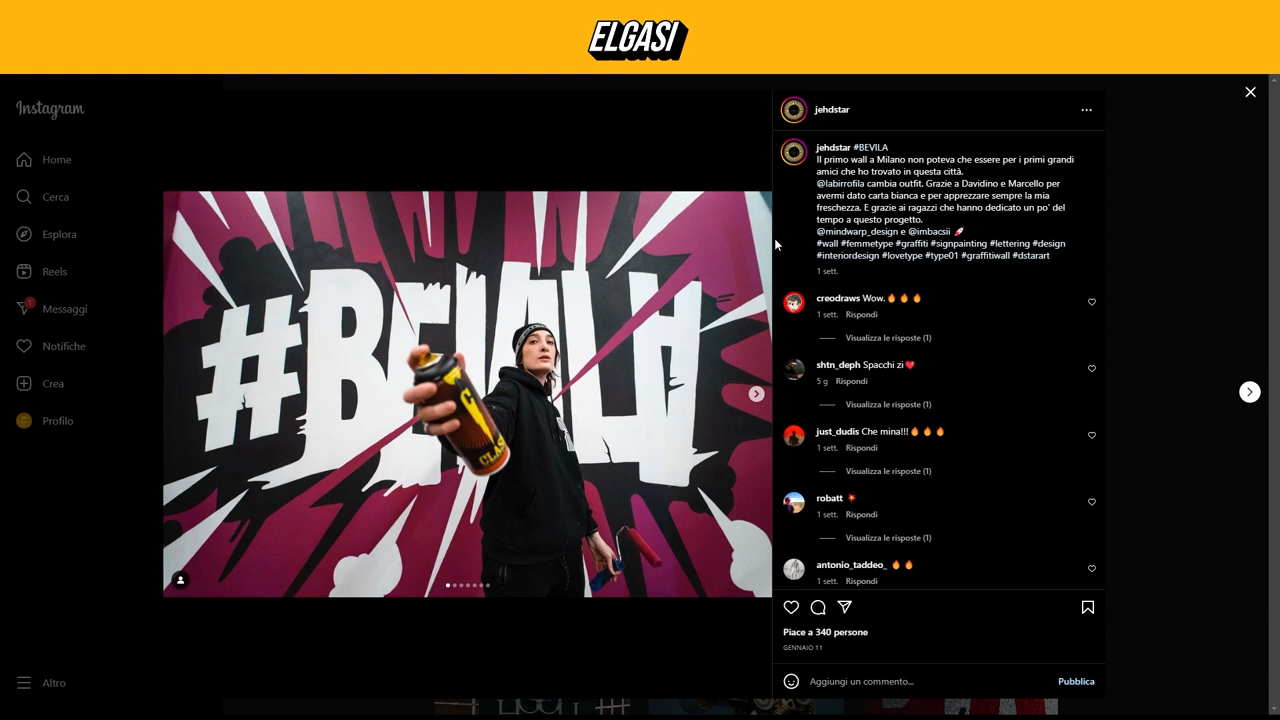 ELGASI
Instagram
jehdstar
Home
Cerca
Esplora
Reels
1
Messaggi
Notifiche
Crea
Profilo
Altro
#BEVILA
CLAS
jehdstar #BEVILA
Il primo wall a Milano non poteva che essere per i primi grandi
amici che ho trovato in questa città.
@labirrofila cambia outfit. Grazie a Davidino e Marcello per
avermi dato carta bianca e per apprezzare sempre la mia
freschezza. E grazie ai ragazzi che hanno dedicato un po' del
tempo a questo progetto.
@mindwarp_design e @imbacsii 🚀
#wall #femmetype #graffiti #signpainting #lettering #design
#interiordesign #lovetype #type01 #graffitiwall #dstarart
1 sett.
creodraws Wow.🔥🔥🔥
1 sett. Rispondi
Visualizza le risposte (1)
shtn_deph Spacchi zi❤️
5 g Rispondi
Visualizza le risposte (1)
just_dudis Che mina!!!🔥🔥🔥
1 sett. Rispondi
Visualizza le risposte (1)
robatt 💥
1 sett. Rispondi
Visualizza le risposte (1)
antonio_taddeo_ 🔥🔥
1 sett. Rispondi
Piace a 340 persone
GENNAIO 11
Aggiungi un commento...
Pubblica